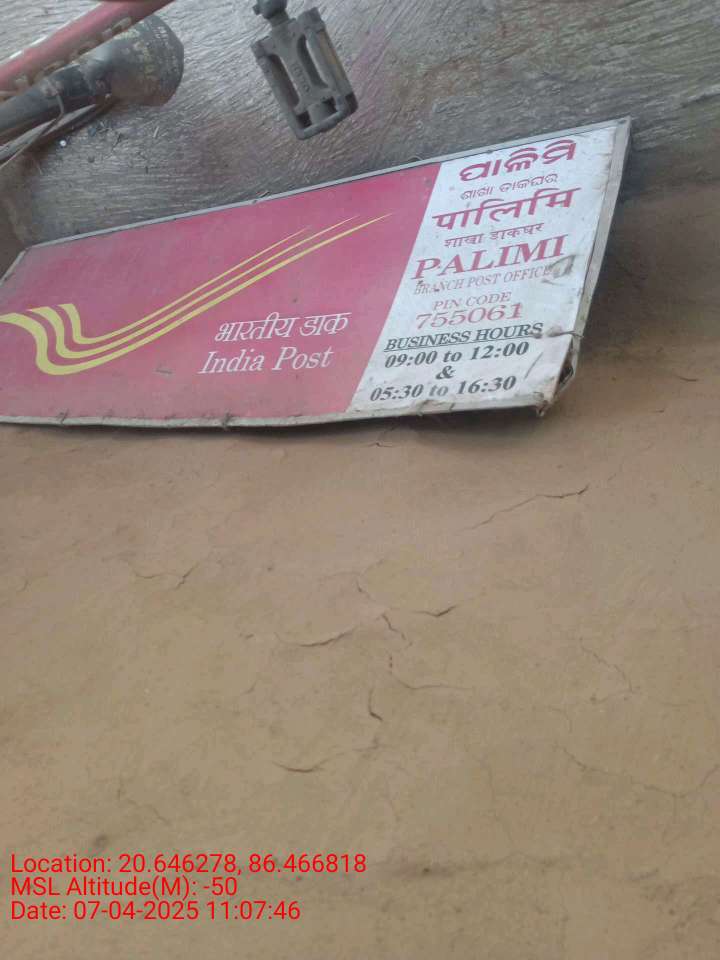 ପାଳିମି
ଶାଖା ଡାକଘର
पालिमि
शाखा डाकघर
PALIMI
BRANCH POST OFFICE
PIN CODE
755061
BUSINESS HOURS
09:00 to 12:00
&
05:30 to 16:30
भारतीय डाक
India Post
Location: 20.646278, 86.466818
MSL Altitude(M): -50
Date: 07-04-2025 11:07:46